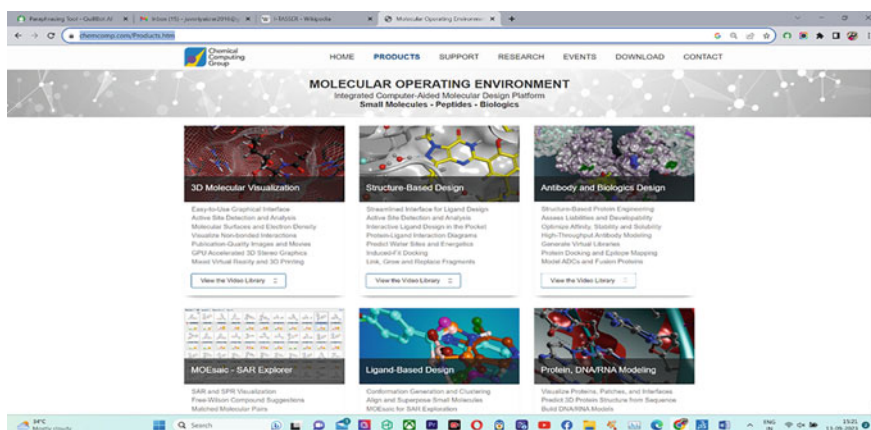 Paraphrasing Tool - QuillBot AI
I-TASSER - Wikipedia
Molecular Operating Environment
chemcomp.com/Products.htm
Chemical
Computing
Group
HOME PRODUCTS SUPPORT RESEARCH EVENTS DOWNLOAD CONTACT
MOLECULAR OPERATING ENVIRONMENT
Integrated Computer-Aided Molecular Design Platform
Small Molecules - Peptides - Biologics
3D Molecular Visualization
Easy-to-Use Graphical Interface
Active Site Detection and Analysis
Molecular Surfaces and Electron Density
Visualize Non-bonded Interactions
Publication-Quality Images and Movies
GPU Accelerated 3D Stereo Graphics
Mixed Virtual Reality and 3D Printing
View the Video Library
Structure-Based Design
Streamlined Interface for Ligand Design
Active Site Detection and Analysis
Interactive Ligand Design in the Pocket
Protein-Ligand Interaction Diagrams
Predict Water Sites and Energetics
Induced-Fit Docking
Link, Grow and Replace Fragments
View the Video Library
Antibody and Biologics Design
Structure-Based Protein Engineering
Assess Liabilities and Developability
Optimize Affinity, Stability and Solubility
High-Throughput Antibody Modeling
Generate Virtual Libraries
Protein Docking and Epitope Mapping
Model ADCs and Fusion Proteins
View the Video Library
MOEsaic - SAR Explorer
SAR and SPR Visualization
Free-Wilson Compound Suggestions
Matched Molecular Pairs
Ligand-Based Design
Conformation Generation and Clustering
Align and Superpose Small Molecules
MOEsaic for SAR Exploration
Protein, DNA/RNA Modeling
Visualize Proteins, Patches, and Interfaces
Predict 3D Protein Structure from Sequence
Build DNA/RNA Models
Mostly cloudy
Search
ENG
IN
15:21
13-09-2023